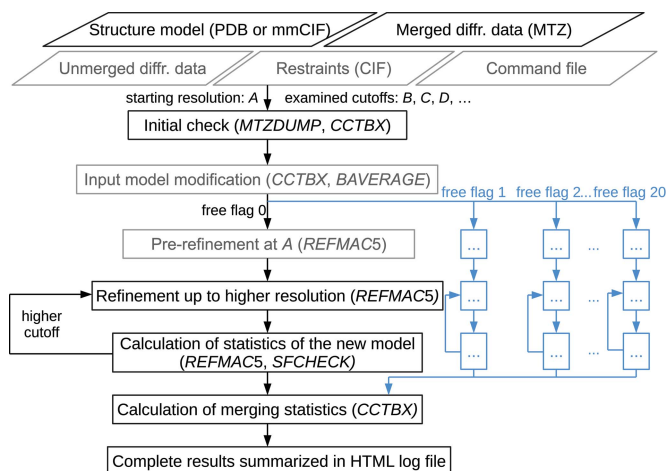 Structure model (PDB or mmCIF)
Merged diffr. data (MTZ)
Unmerged diffr. data
Restraints (CIF)
Command file
starting resolution: A
examined cutoffs: B, C, D, …
Initial check (MTZDUMP, CCTBX)
Input model modification (CCTBX, BAVERAGE)
free flag 0
free flag 1
free flag 2
...
free flag 20
Pre-refinement at A (REFMAC5)
...
...
...
...
Refinement up to higher resolution (REFMAC5)
...
...
...
...
higher
cutoff
Calculation of statistics of the new model
(REFMAC5, SFCHECK)
...
...
...
...
Calculation of merging statistics (CCTBX)
Complete results summarized in HTML log file